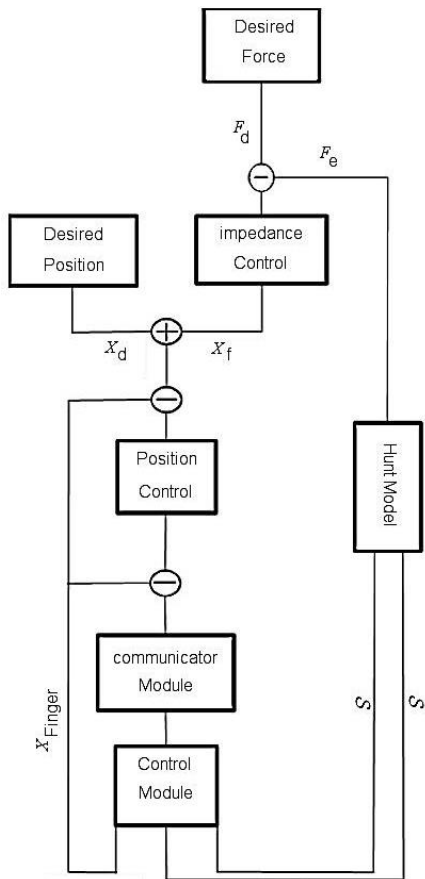 Desired
Force
F_d
F_e
−
Desired
Position
impedance
Control
+
X_d
X_f
−
Position
Control
Hunt Model
−
communicator
Module
X_Finger
S
S
Control
Module